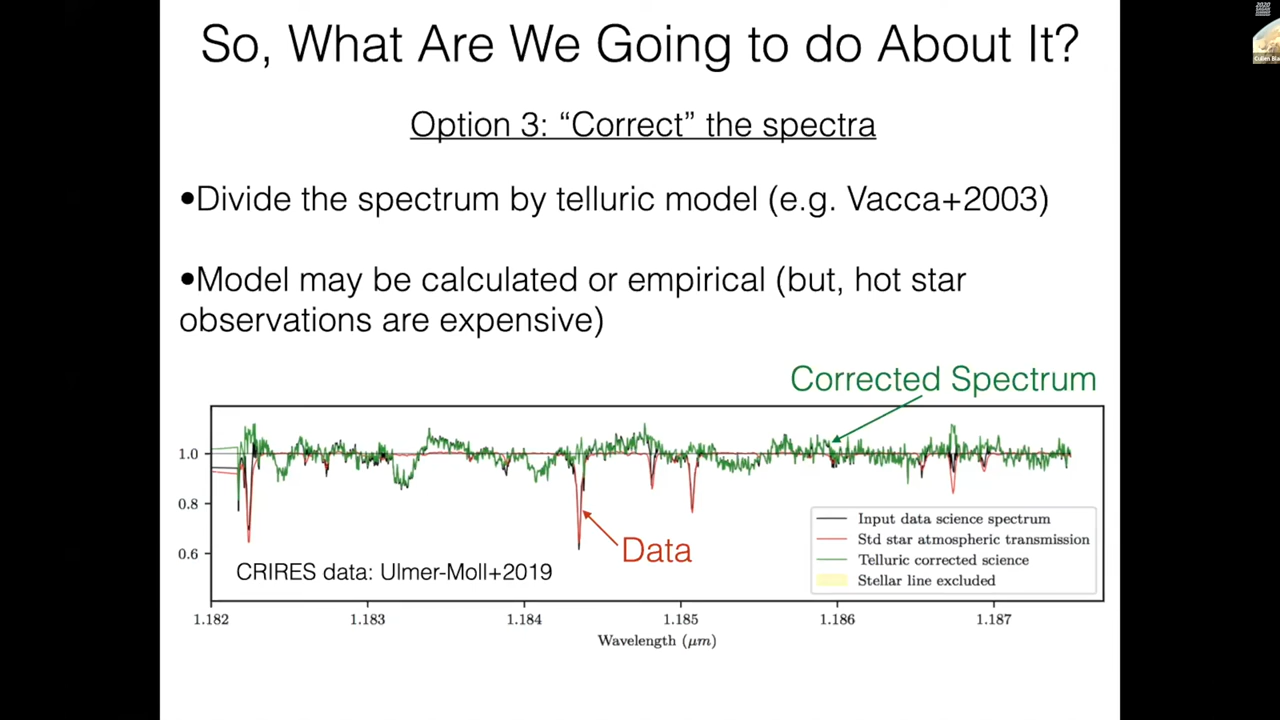 So, What Are We Going to do About It?
Option 3: “Correct” the spectra
•Divide the spectrum by telluric model (e.g. Vacca+2003)
•Model may be calculated or empirical (but, hot star
observations are expensive)
Corrected Spectrum
1.0
0.8
0.6
Data
CRIRES data: Ulmer-Moll+2019
Input data science spectrum
Std star atmospheric transmission
Telluric corrected science
Stellar line excluded
1.182 1.183 1.184 1.185 1.186 1.187
Wavelength (μm)